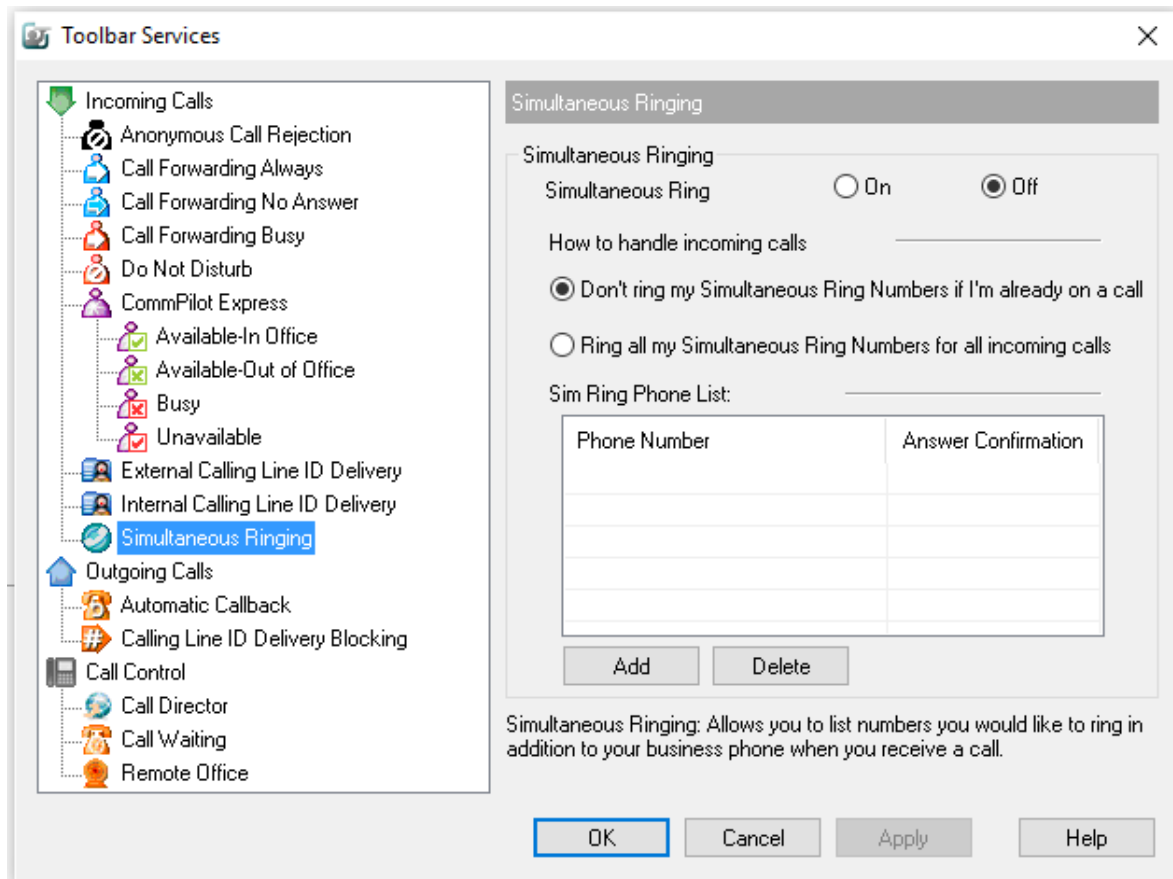 Toolbar Services
Incoming Calls
Anonymous Call Rejection
Call Forwarding Always
Call Forwarding No Answer
Call Forwarding Busy
Do Not Disturb
CommPilot Express
Available-In Office
Available-Out of Office
Busy
Unavailable
External Calling Line ID Delivery
Internal Calling Line ID Delivery
Simultaneous Ringing
Outgoing Calls
Automatic Callback
Calling Line ID Delivery Blocking
Call Control
Call Director
Call Waiting
Remote Office
Simultaneous Ringing
Simultaneous Ringing
Simultaneous Ring On Off
How to handle incoming calls
Don't ring my Simultaneous Ring Numbers if I'm already on a call
Ring all my Simultaneous Ring Numbers for all incoming calls
Sim Ring Phone List:
Phone Number Answer Confirmation
Add Delete
Simultaneous Ringing: Allows you to list numbers you would like to ring in
addition to your business phone when you receive a call.
OK Cancel Apply Help